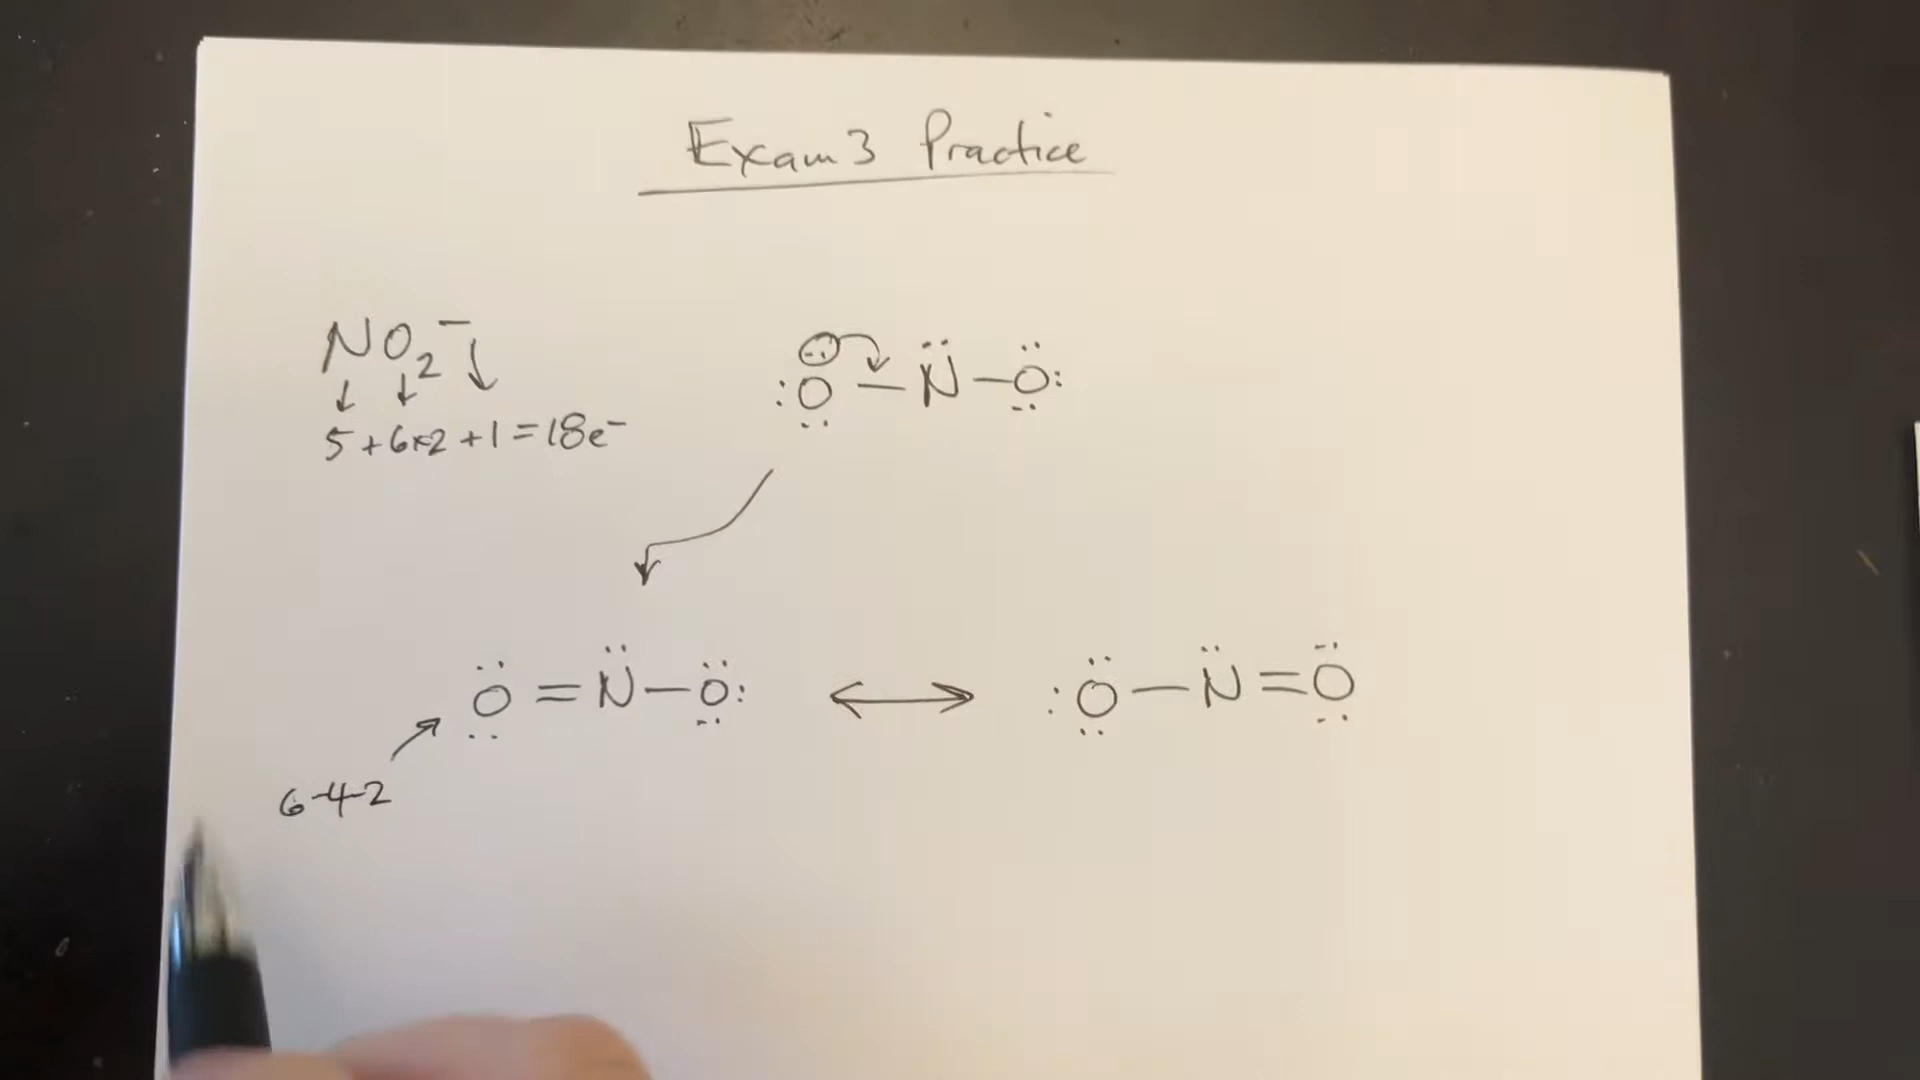 Exam 3 Practice
NO₂⁻
5 + 6×2 + 1 = 18e⁻
:O — N — O:
O = N — O: ⟷ :O — N = O
6-4-2